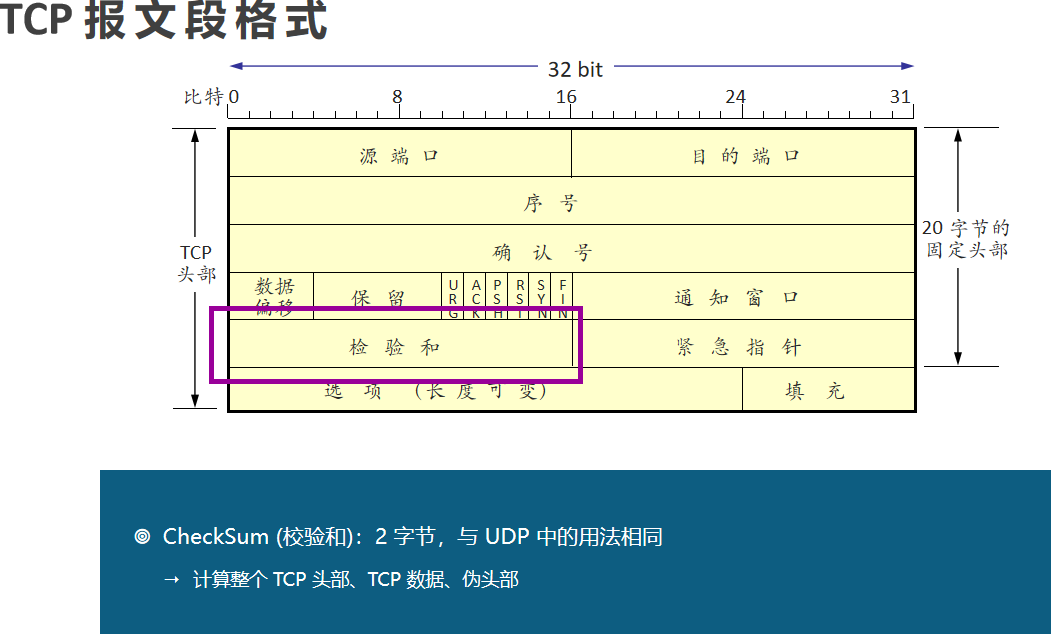 TCP 报文段格式
32 bit
比特 0 8 16 24 31
源端口 目的端口
序号
TCP 头部
确认号
20 字节的固定头部
数据偏移 保留 URG ACK PSH RST SYN FIN 通知窗口
检验和 紧急指针
选项 (长度可变) 填充
CheckSum (校验和)：2 字节，与 UDP 中的用法相同
→ 计算整个 TCP 头部、TCP 数据、伪头部